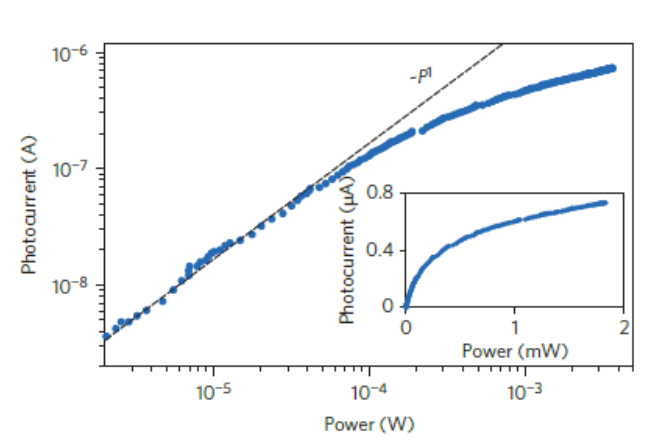 10⁻⁶
10⁻⁷
10⁻⁸
Photocurrent (A)
~P¹
10⁻⁵
10⁻⁴
10⁻³
Power (W)
0.8
0.4
0
Photocurrent (µA)
0
1
2
Power (mW)